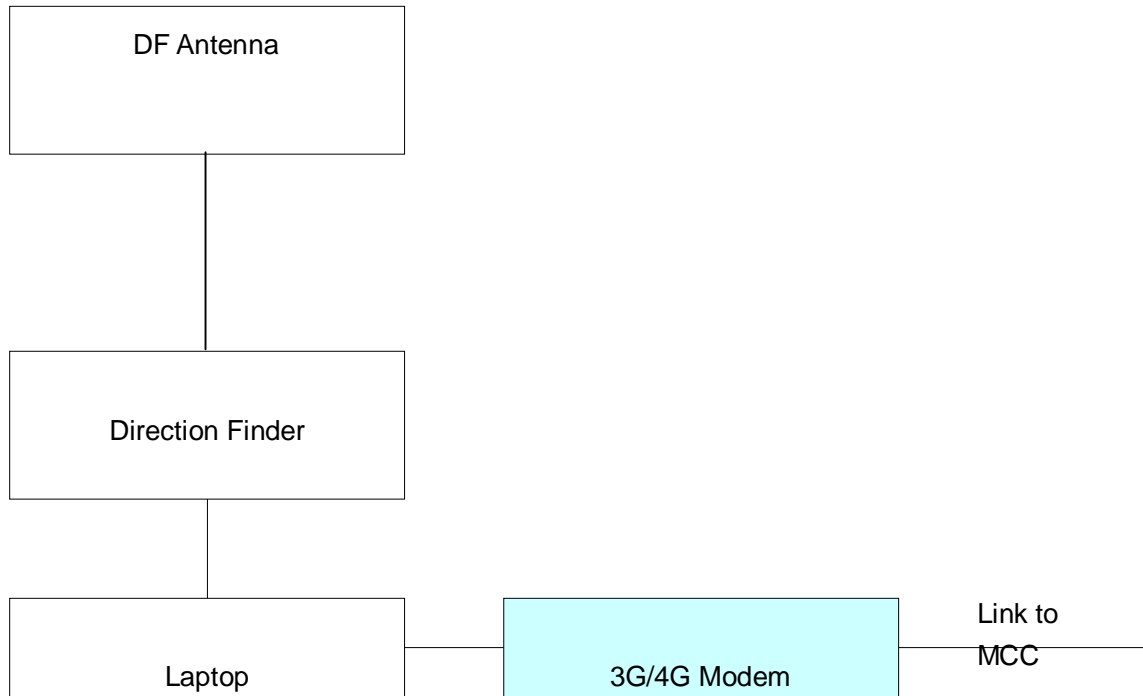 DF Antenna
Direction Finder
Laptop
3G/4G Modem
Link to
MCC